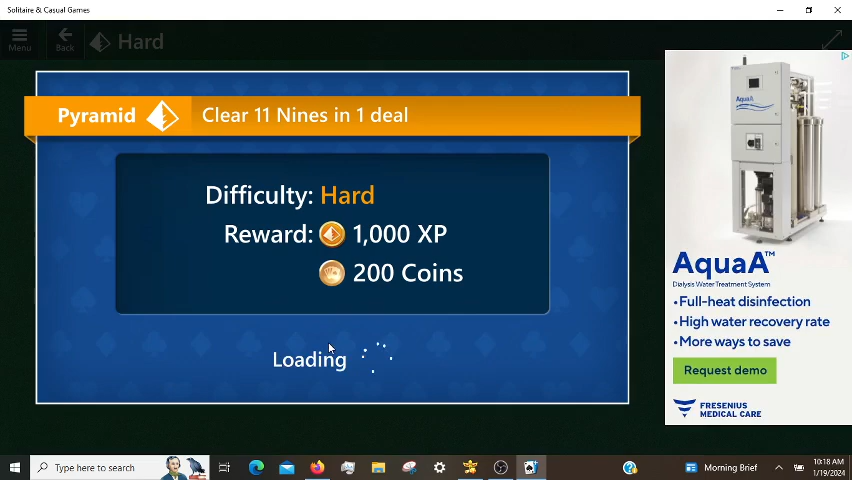 Solitaire & Casual Games
Menu
Back
Hard
Pyramid
Clear 11 Nines in 1 deal
Difficulty: Hard
Reward: 1,000 XP
200 Coins
Loading
AquaA
AquaA™
Dialysis Water Treatment System
•Full-heat disinfection
•High water recovery rate
•More ways to save
Request demo
FRESENIUS
MEDICAL CARE
Type here to search
Morning Brief
10:18 AM
1/19/2024